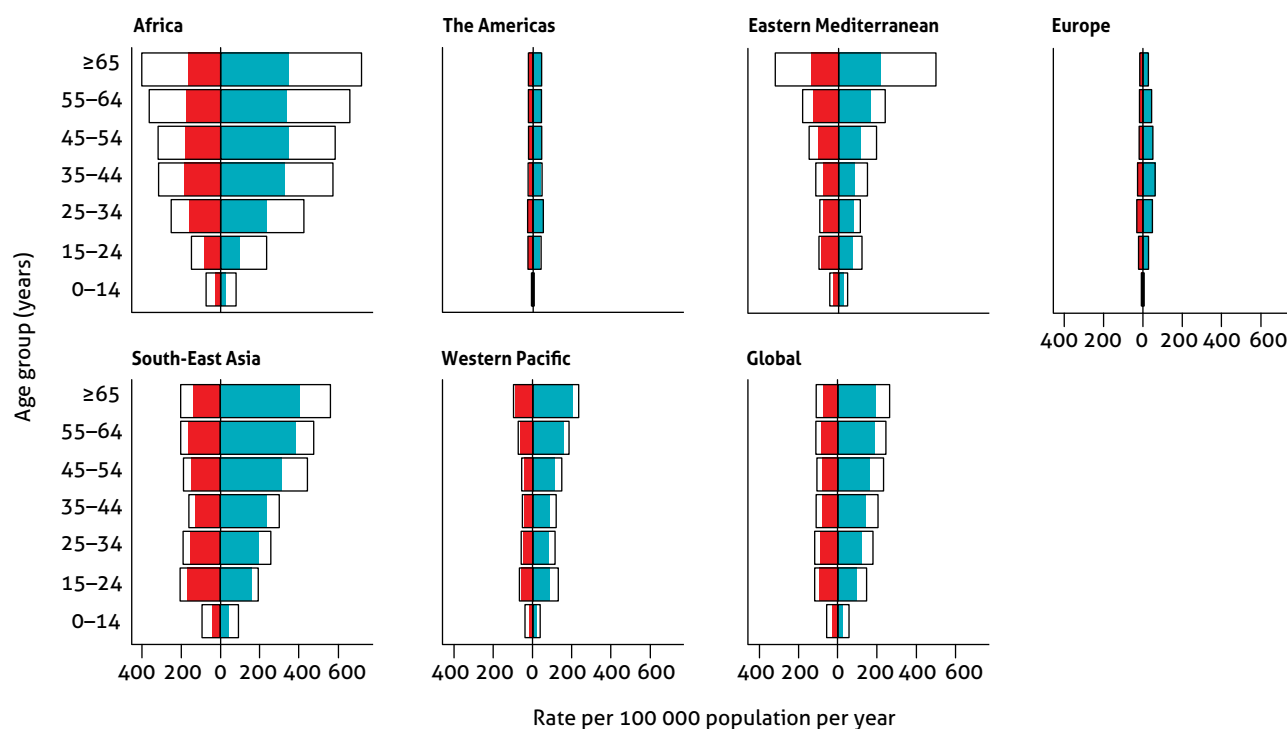 Africa
The Americas
Eastern Mediterranean
Europe
Age group (years)
≥65
55–64
45–54
35–44
25–34
15–24
0–14
400 200 0 200 400 600
South-East Asia
Western Pacific
Global
≥65
55–64
45–54
35–44
25–34
15–24
0–14
400 200 0 200 400 600
400 200 0 200 400 600
400 200 0 200 400 600
Rate per 100 000 population per year